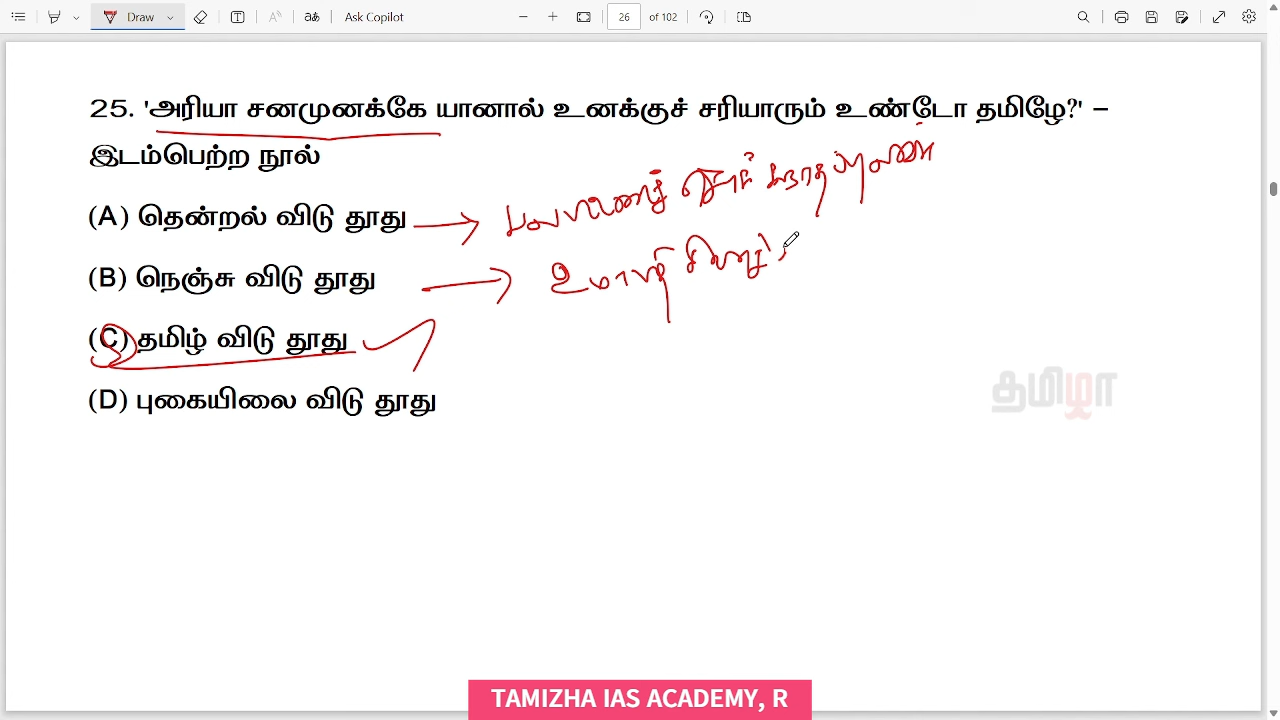 Draw
Ask Copilot
26 of 102
25. 'அரியா சனமுனக்கே யானால் உனக்குச் சரியாரும் உண்டோ தமிழே?' –
இடம்பெற்ற நூல்
(A) தென்றல் விடு தூது
(B) நெஞ்சு விடு தூது
(C) தமிழ் விடு தூது
(D) புகையிலை விடு தூது
தமிழா
TAMIZHA IAS ACADEMY, R